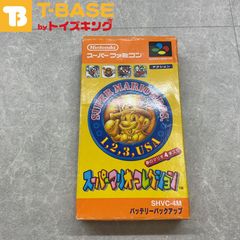 T-BASE
TB
byトイズキング
Nintendo
スーパーファミコン
アクション
SUPER MARIO BROS.
1,2,3,USA
スーパーマリオコレクション
SHVC-4M
バッテリーバックアップ